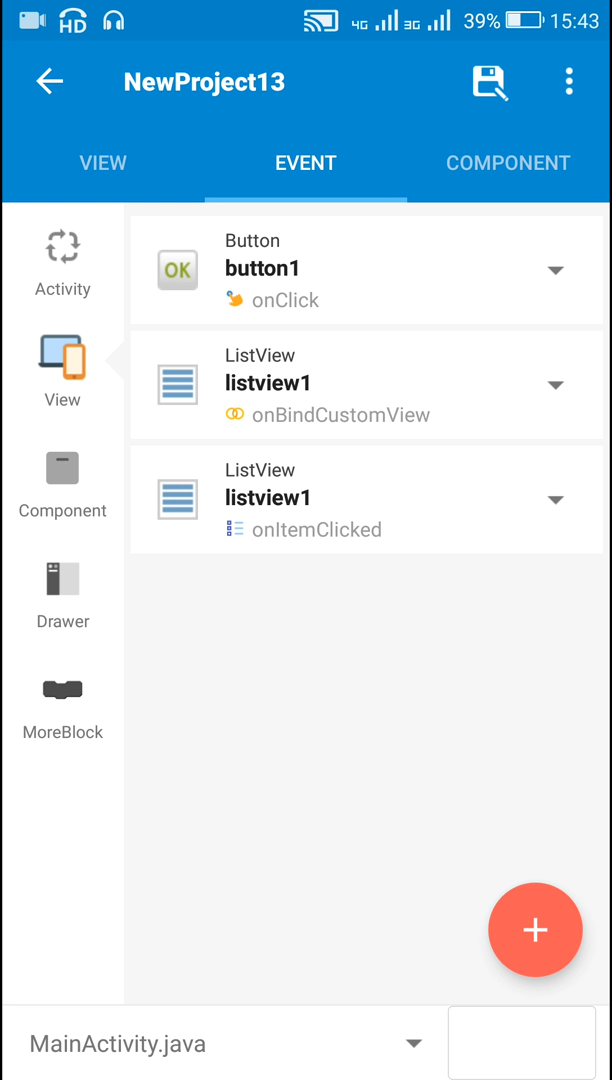 HD 4G 3G 39% 15:43
NewProject13
VIEW EVENT COMPONENT
Activity
View
Component
Drawer
MoreBlock
OK
Button
button1
onClick
ListView
listview1
onBindCustomView
ListView
listview1
onItemClicked
+
MainActivity.java